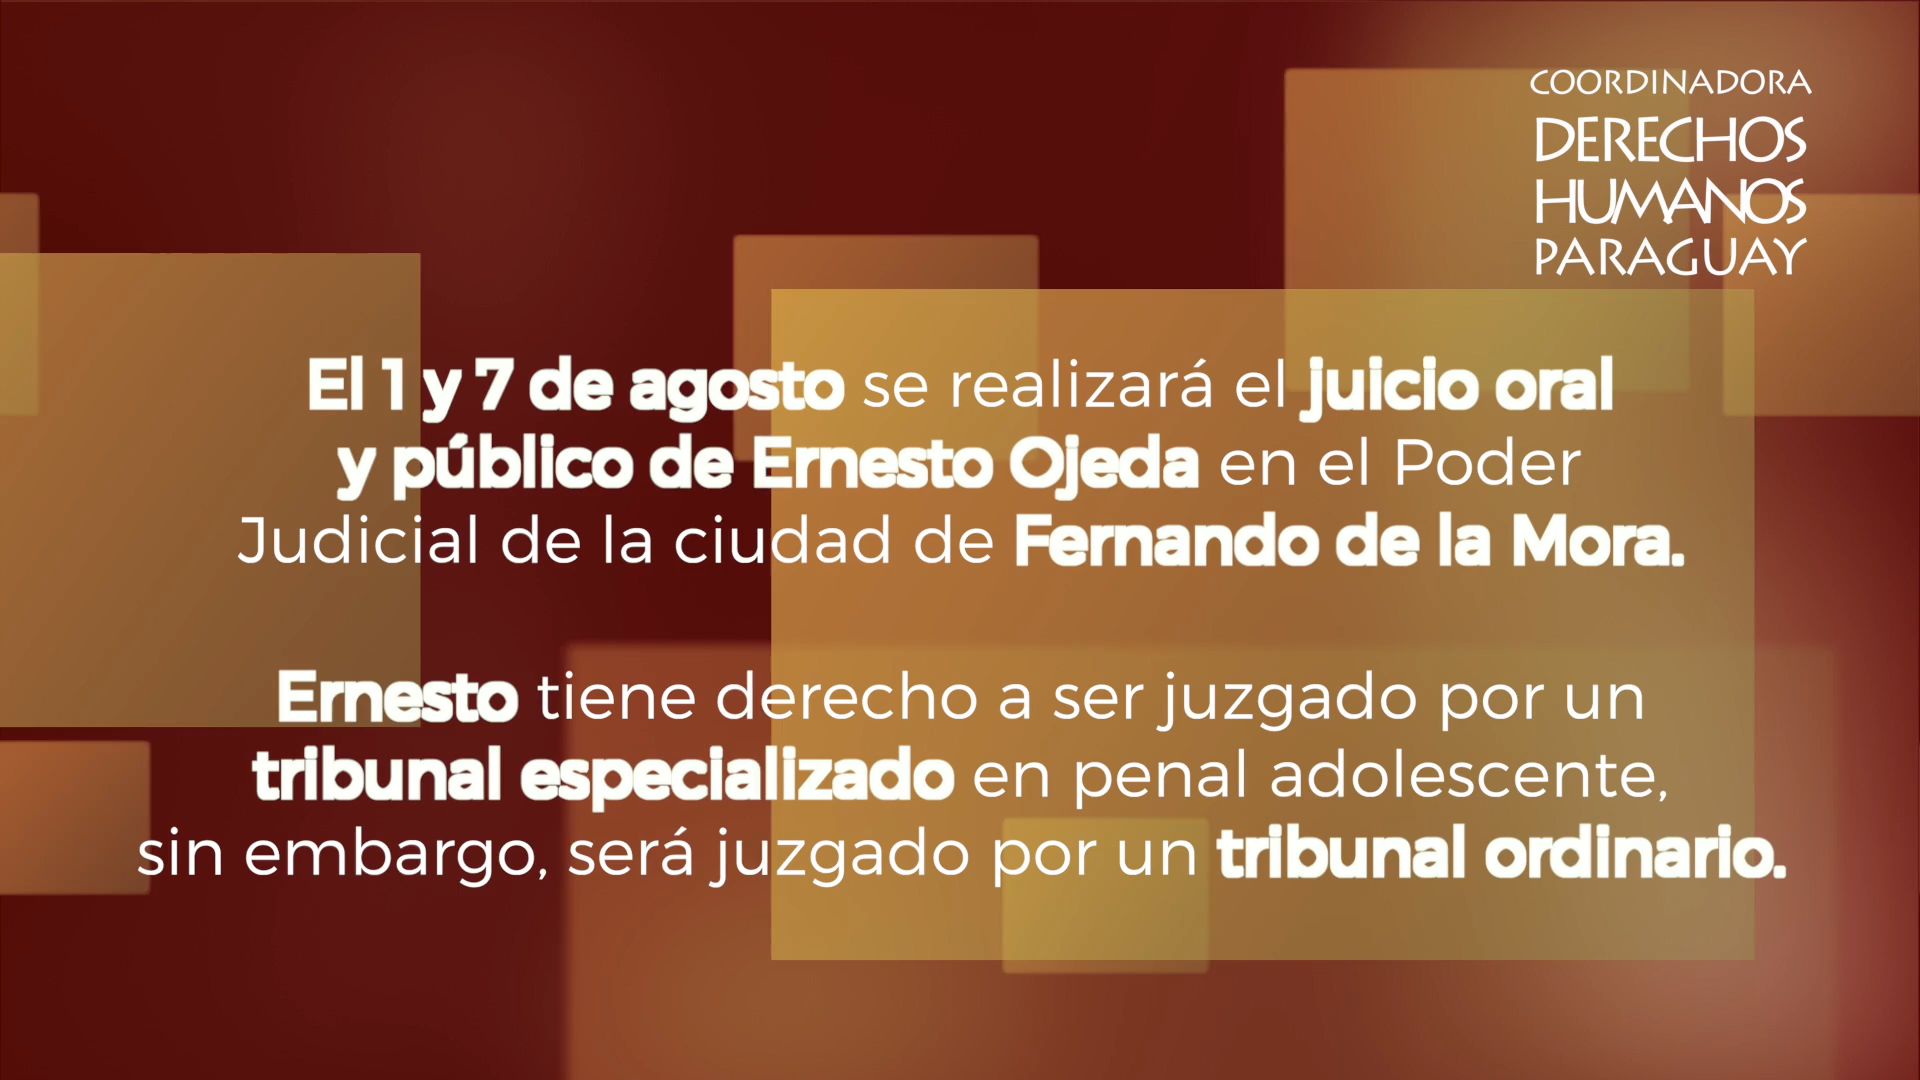 COORDINADORA
DERECHOS
HUMANOS
PARAGUAY
El 1 y 7 de agosto se realizará el juicio oral
y público de Ernesto Ojeda en el Poder
Judicial de la ciudad de Fernando de la Mora.
Ernesto tiene derecho a ser juzgado por un
tribunal especializado en penal adolescente,
sin embargo, será juzgado por un tribunal ordinario.